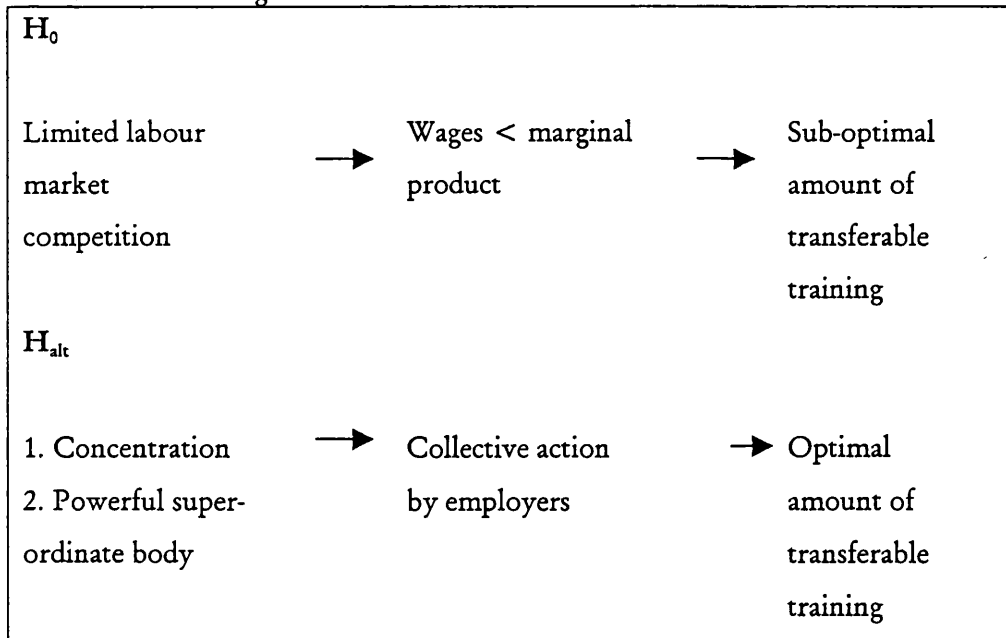 H₀
Limited labour Wages < marginal Sub-optimal
market product amount of
competition transferable
training
Hₐₗₜ
1. Concentration Collective action Optimal
2. Powerful super- by employers amount of
ordinate body transferable
training